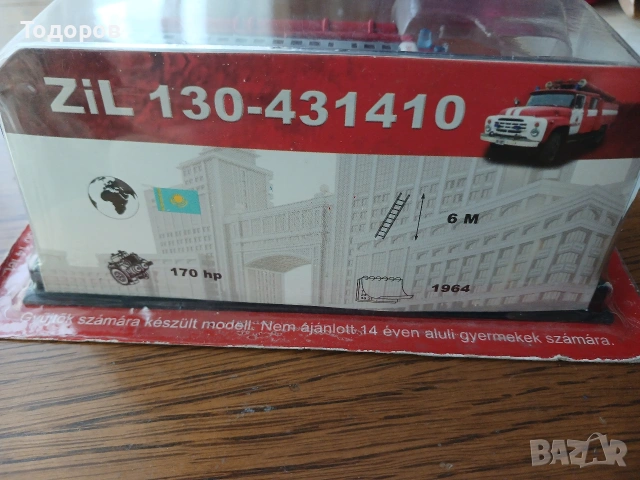 Тодоров
ZiL 130-431410
6 M
170 hp
1964
számára készült modell. Nem ajánlott 14 éven aluli gyermekek számára.
BAZAR